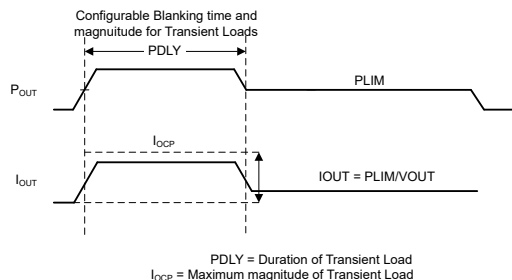 Configurable Blanking time and
magnuitude for Transient Loads
PDLY
POUT
PLIM
IOCP
IOUT
IOUT = PLIM/VOUT
PDLY = Duration of Transient Load
IOCP = Maximum magnitude of Transient Load